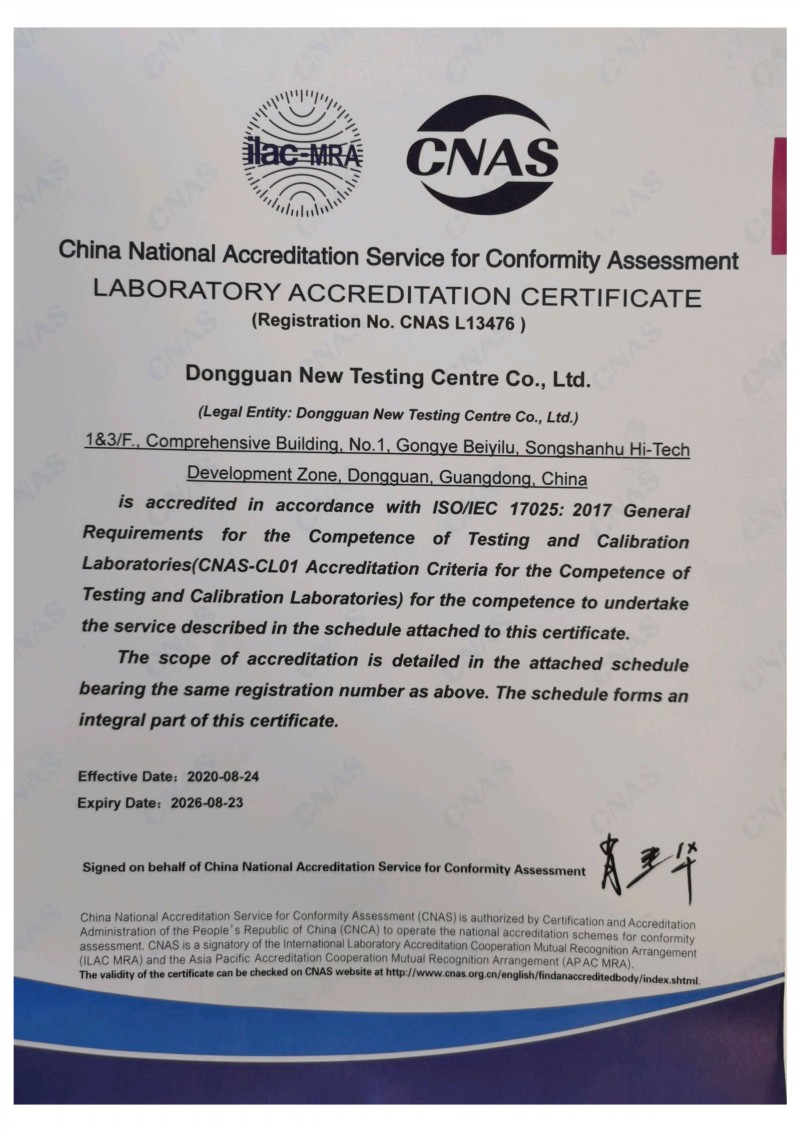 ilac-MRA
CNAS
China National Accreditation Service for Conformity Assessment
LABORATORY ACCREDITATION CERTIFICATE
(Registration No. CNAS L13476 )
Dongguan New Testing Centre Co., Ltd.
(Legal Entity: Dongguan New Testing Centre Co., Ltd.)
1&3/F., Comprehensive Building, No.1, Gongye Beiyilu, Songshanhu Hi-Tech
Development Zone, Dongguan, Guangdong, China
is accredited in accordance with ISO/IEC 17025: 2017 General
Requirements for the Competence of Testing and Calibration
Laboratories(CNAS-CL01 Accreditation Criteria for the Competence of
Testing and Calibration Laboratories) for the competence to undertake
the service described in the schedule attached to this certificate.
The scope of accreditation is detailed in the attached schedule
bearing the same registration number as above. The schedule forms an
integral part of this certificate.
Effective Date: 2020-08-24
Expiry Date: 2026-08-23
Signed on behalf of China National Accreditation Service for Conformity Assessment
China National Accreditation Service for Conformity Assessment (CNAS) is authorized by Certification and Accreditation
Administration of the People's Republic of China (CNCA) to operate the national accreditation schemes for conformity
assessment. CNAS is a signatory of the International Laboratory Accreditation Cooperation Mutual Recognition Arrangement
(ILAC MRA) and the Asia Pacific Accreditation Cooperation Mutual Recognition Arrangement (APAC MRA).
The validity of the certificate can be checked on CNAS website at http://www.cnas.org.cn/english/findanaccreditedbody/index.shtml.